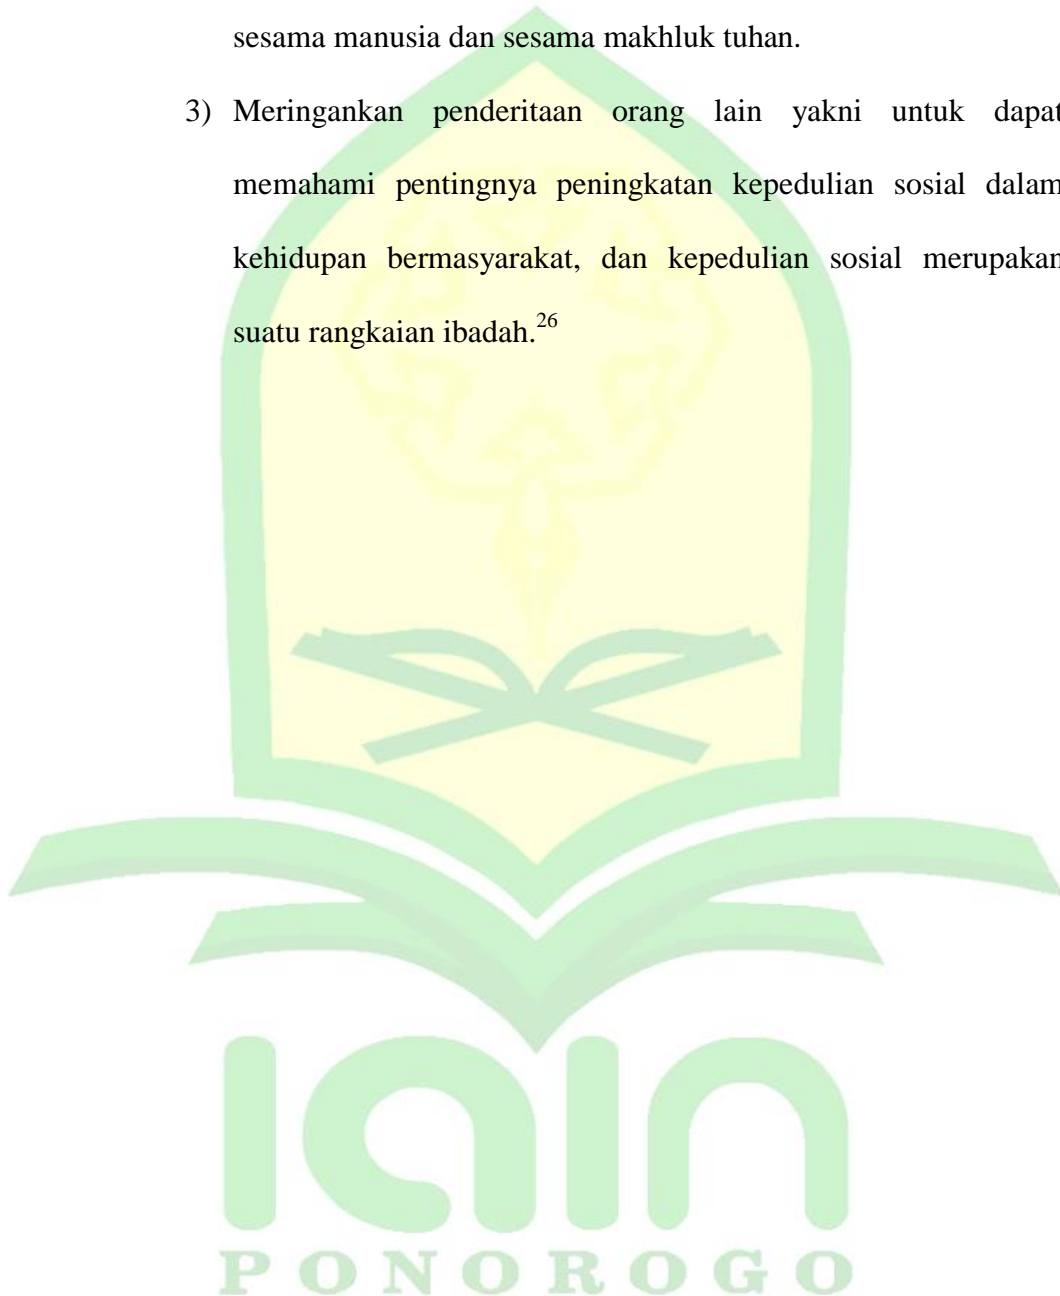 sesama manusia dan sesama makhluk tuhan.
3) Meringankan penderitaan orang lain yakni untuk dapat
memahami pentingnya peningkatan kepedulian sosial dalam
kehidupan bermasyarakat, dan kepedulian sosial merupakan
suatu rangkaian ibadah.26
iain
PONOROGO